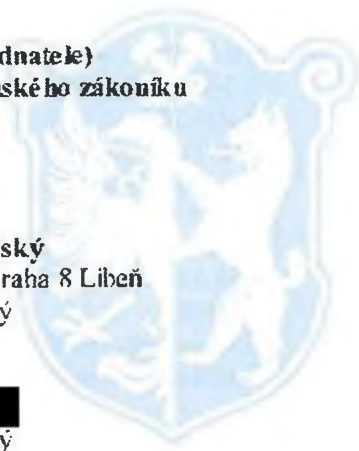 dnatele)
ského zákoníku
ský
raha 8 Libeň
ý
ý